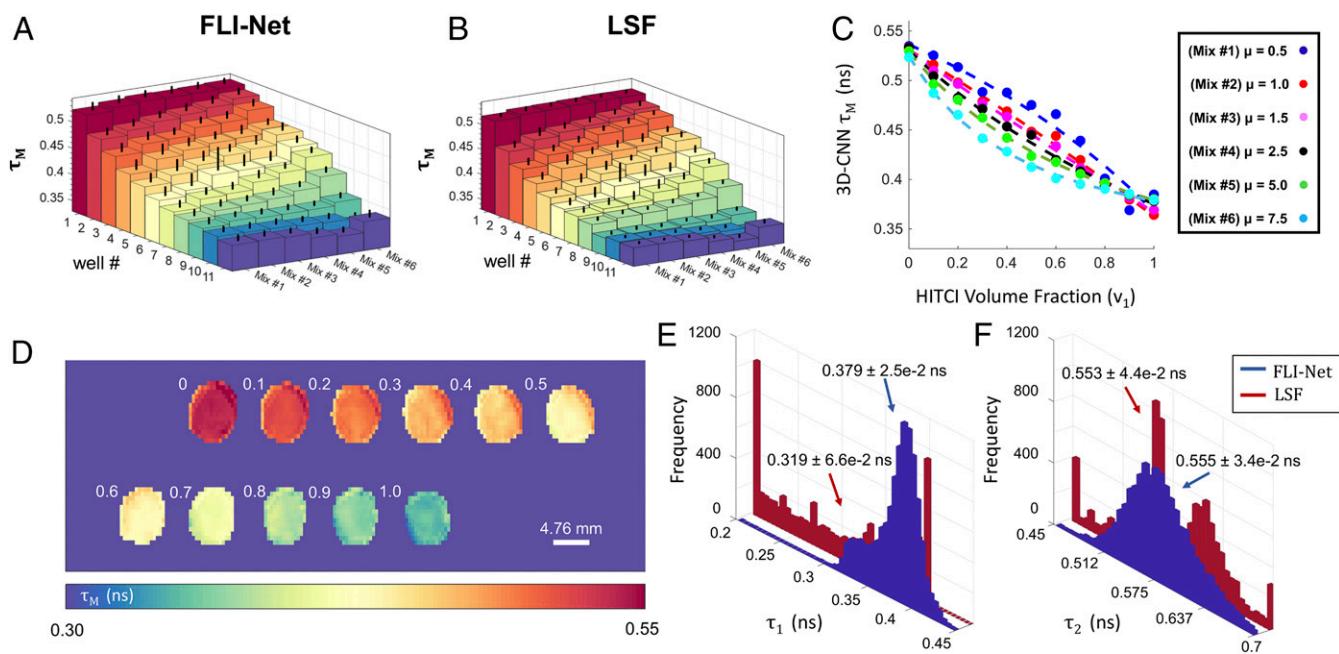 A
FLI-Net
τM
0.5
0.45
0.4
0.35
1
2
3
4
5
6
7
8
9
10
11
well #
Mix #1
Mix #2
Mix #3
Mix #4
Mix #5
Mix #6
B
LSF
τM
0.5
0.45
0.4
0.35
1
2
3
4
5
6
7
8
9
10
11
well #
Mix #1
Mix #2
Mix #3
Mix #4
Mix #5
Mix #6
C
3D-CNN τM (ns)
0.55
0.5
0.45
0.4
0.35
0
0.2
0.4
0.6
0.8
1
HITCI Volume Fraction (v1)
(Mix #1) μ = 0.5
(Mix #2) μ = 1.0
(Mix #3) μ = 1.5
(Mix #4) μ = 2.5
(Mix #5) μ = 5.0
(Mix #6) μ = 7.5
D
0
0.1
0.2
0.3
0.4
0.5
0.6
0.7
0.8
0.9
1.0
4.76 mm
τM (ns)
0.30
0.55
E
Frequency
1200
800
400
0
0.379 ± 2.5e-2 ns
0.319 ± 6.6e-2 ns
0.2
0.25
0.3
0.35
0.4
0.45
τ1 (ns)
F
Frequency
1200
800
400
0
0.553 ± 4.4e-2 ns
0.555 ± 3.4e-2 ns
0.45
0.512
0.575
0.637
0.7
τ2 (ns)
FLI-Net
LSF